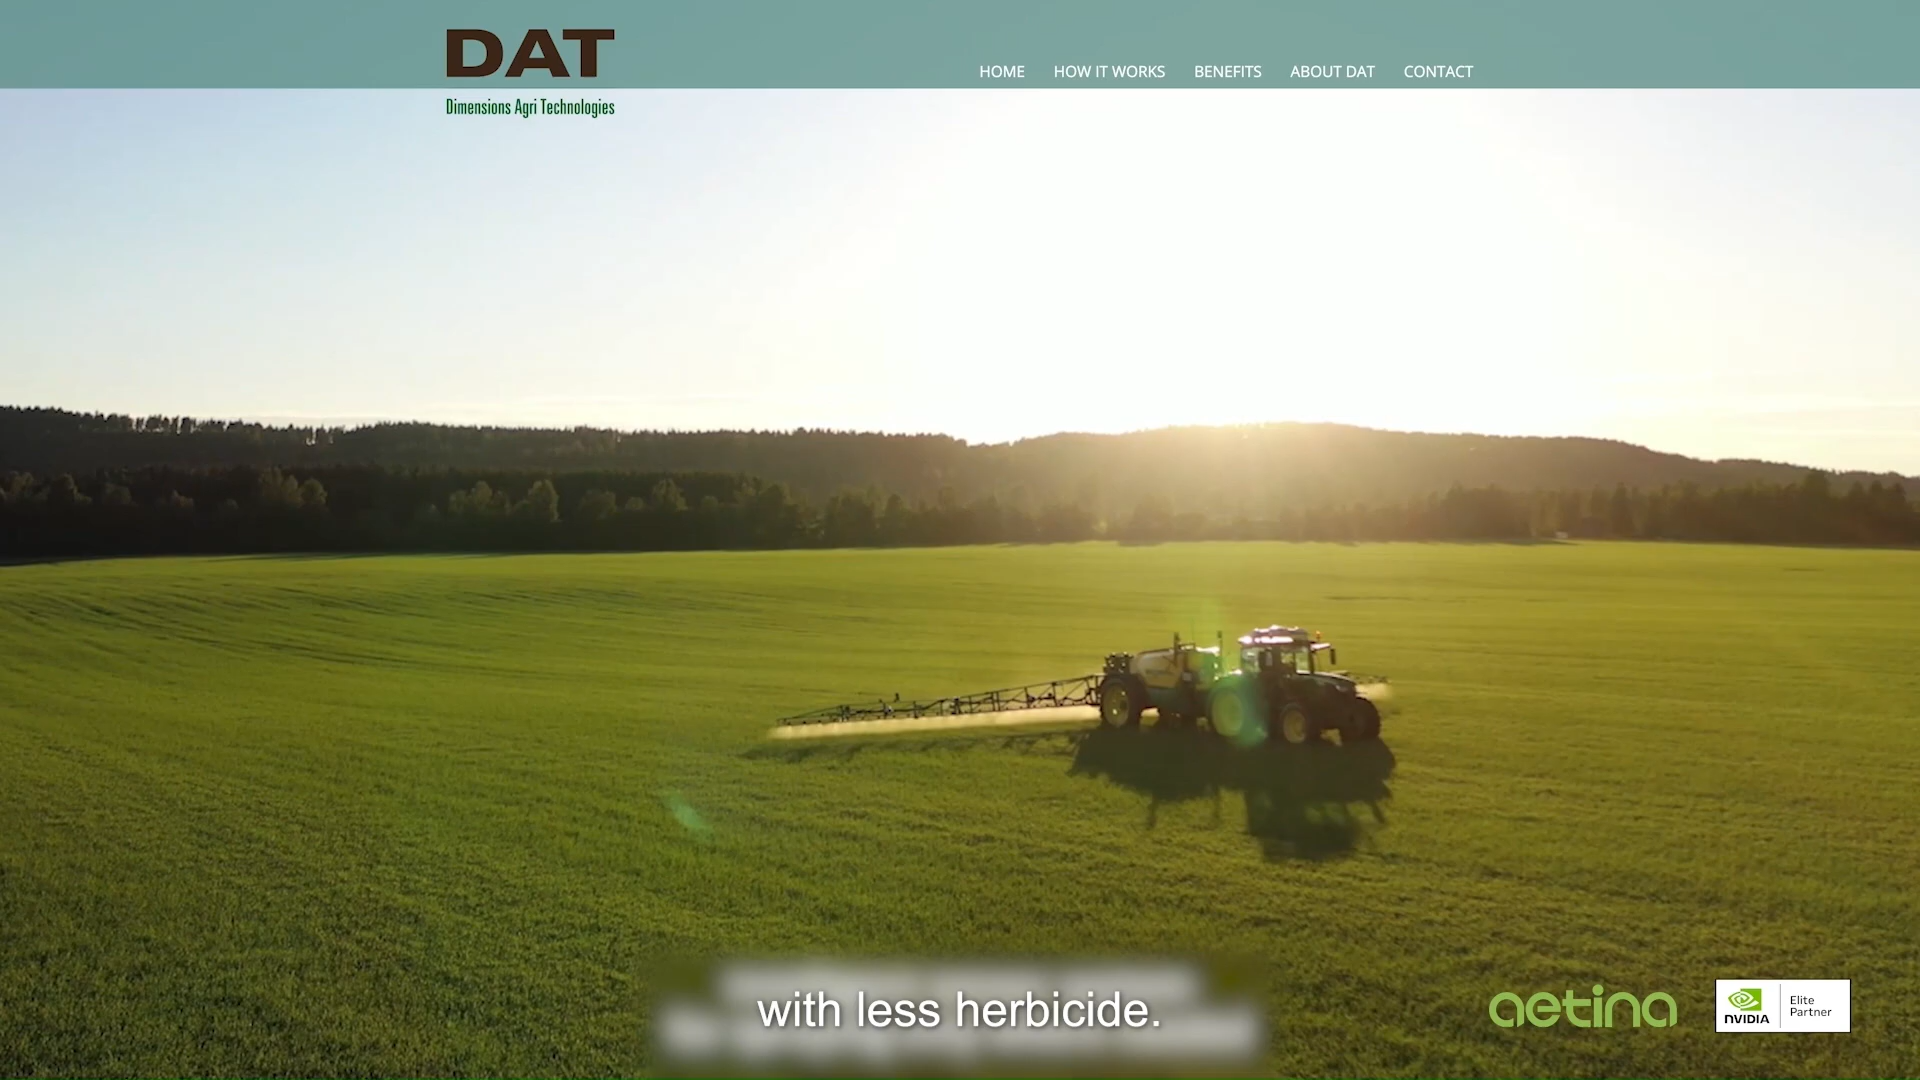 DAT
Dimensions Agri Technologies
HOME HOW IT WORKS BENEFITS ABOUT DAT CONTACT
with less herbicide.
aetina
NVIDIA
Elite
Partner